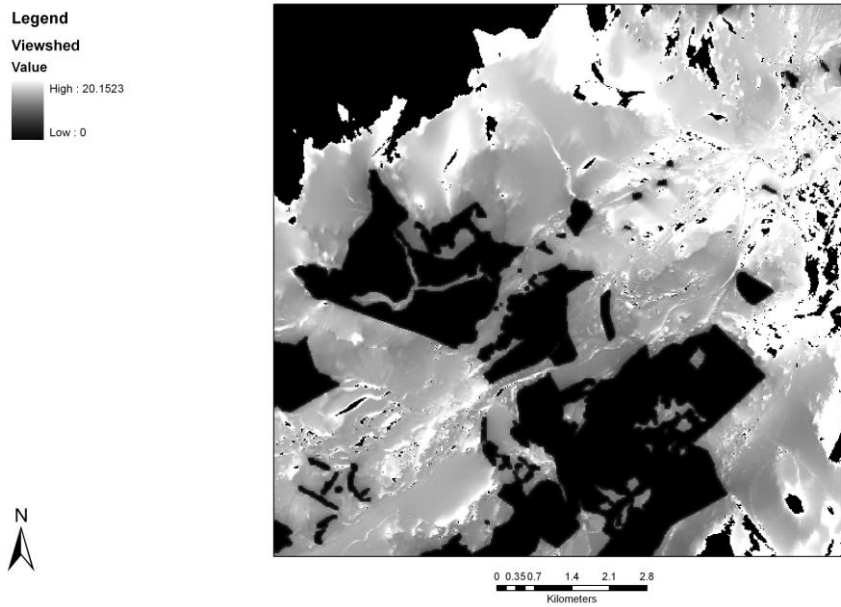 Legend
Viewshed
Value
High : 20.1523
Low : 0
N
0 0.35 0.7 1.4 2.1 2.8
Kilometers